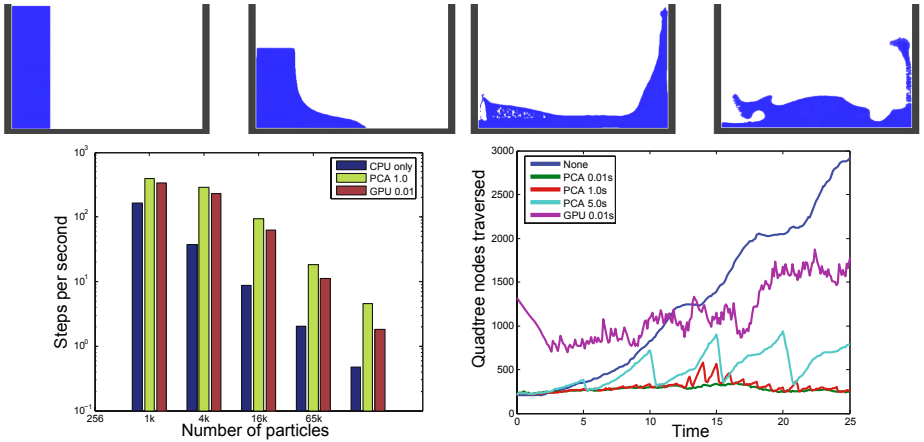 10^3
10^2
10^1
10^0
10^-1
Steps per second
CPU only
PCA 1.0
GPU 0.01
256
1k
4k
16k
65k
Number of particles
3000
2500
2000
1500
1000
500
0
Quadtree nodes traversed
None
PCA 0.01s
PCA 1.0s
PCA 5.0s
GPU 0.01s
0
5
10
15
20
25
Time